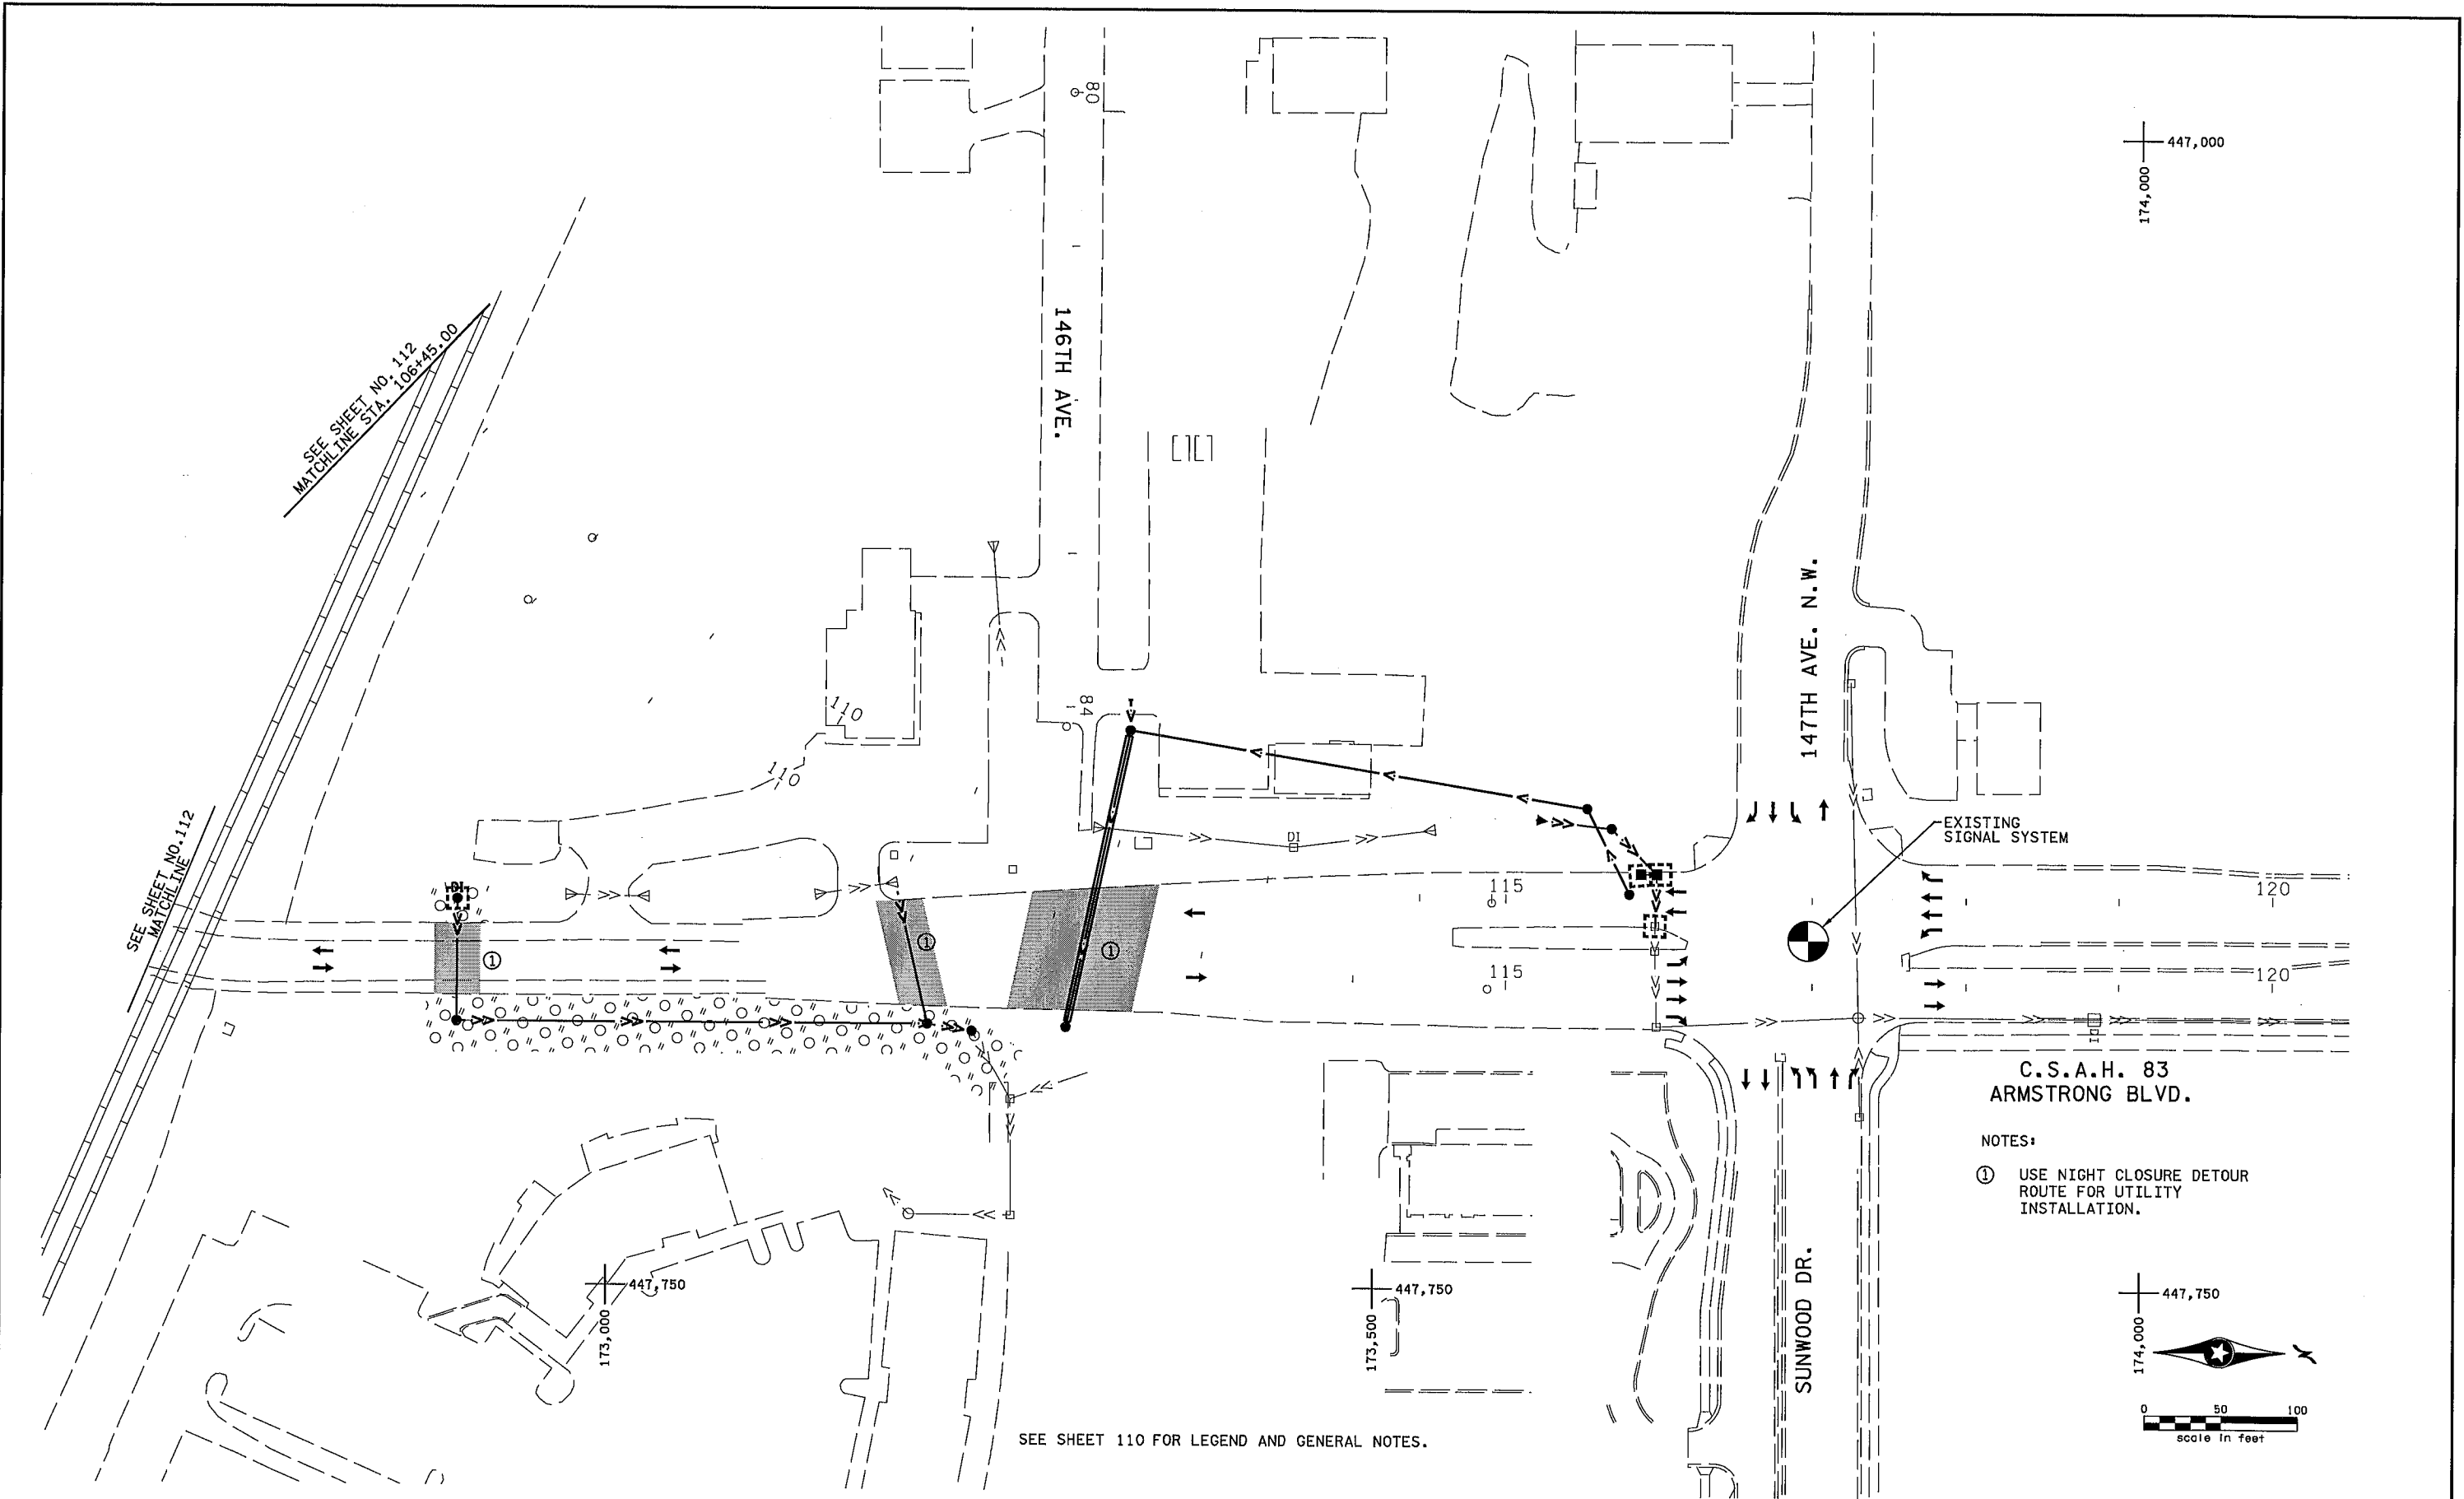 80
447,000
174,000
SEE SHEET NO. 112
MATCHLINE STA. 106+45.00
146TH AVE.
147TH AVE. N.W.
84
110
110
EXISTING
SIGNAL SYSTEM
SEE SHEET NO.112
MATCHLINE
DI
DI
115
120
1
1
1
115
120
DI
C.S.A.H. 83
ARMSTRONG BLVD.
NOTES:
1 USE NIGHT CLOSURE DETOUR
ROUTE FOR UTILITY
INSTALLATION.
SUNWOOD DR.
447,750
173,000
447,750
173,500
447,750
174,000
N
0 50 100
scale in feet
SEE SHEET 110 FOR LEGEND AND GENERAL NOTES.